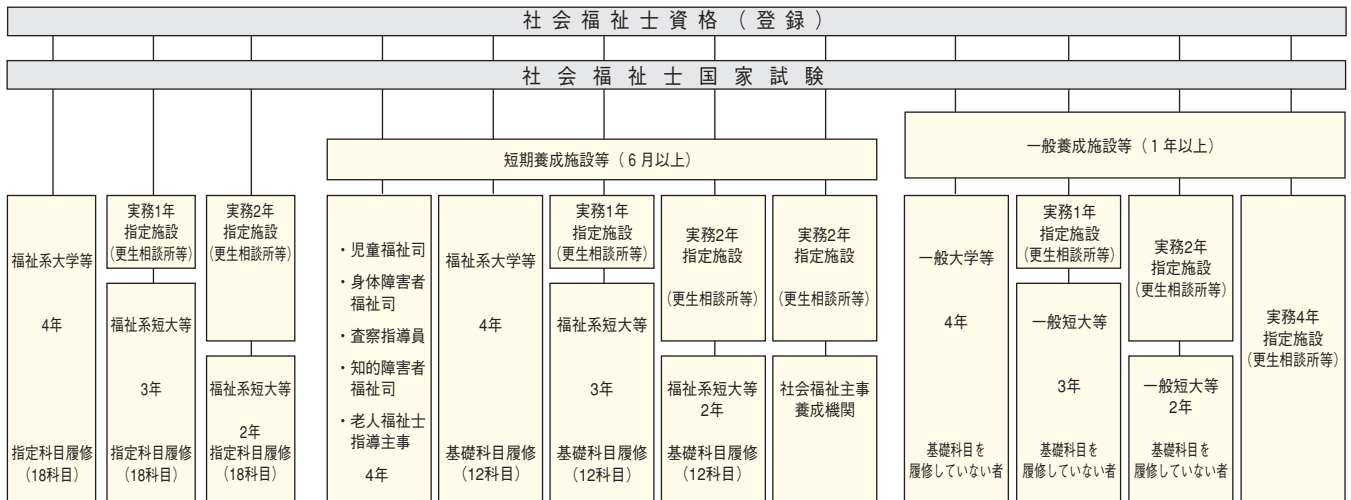 社会福祉士資格（登録）
社会福祉士国家試験
短期養成施設等（6月以上）
一般養成施設等（1年以上）
福祉系大学等
4年
指定科目履修
（18科目）
実務1年
指定施設
（更生相談所等）
福祉系短大等
3年
指定科目履修
（18科目）
実務2年
指定施設
（更生相談所等）
福祉系短大等
2年
指定科目履修
（18科目）
・児童福祉司
・身体障害者
福祉司
・査察指導員
・知的障害者
福祉司
・老人福祉士
指導主事
4年
福祉系大学等
4年
基礎科目履修
（12科目）
実務1年
指定施設
（更生相談所等）
福祉系短大等
3年
基礎科目履修
（12科目）
実務2年
指定施設
（更生相談所等）
福祉系短大等
2年
基礎科目履修
（12科目）
実務2年
指定施設
（更生相談所等）
社会福祉主事
養成機関
一般大学等
4年
基礎科目を
履修していない者
実務1年
指定施設
（更生相談所等）
一般短大等
3年
基礎科目を
履修していない者
実務2年
指定施設
（更生相談所等）
一般短大等
2年
基礎科目を
履修していない者
実務4年
指定施設
（更生相談所等）